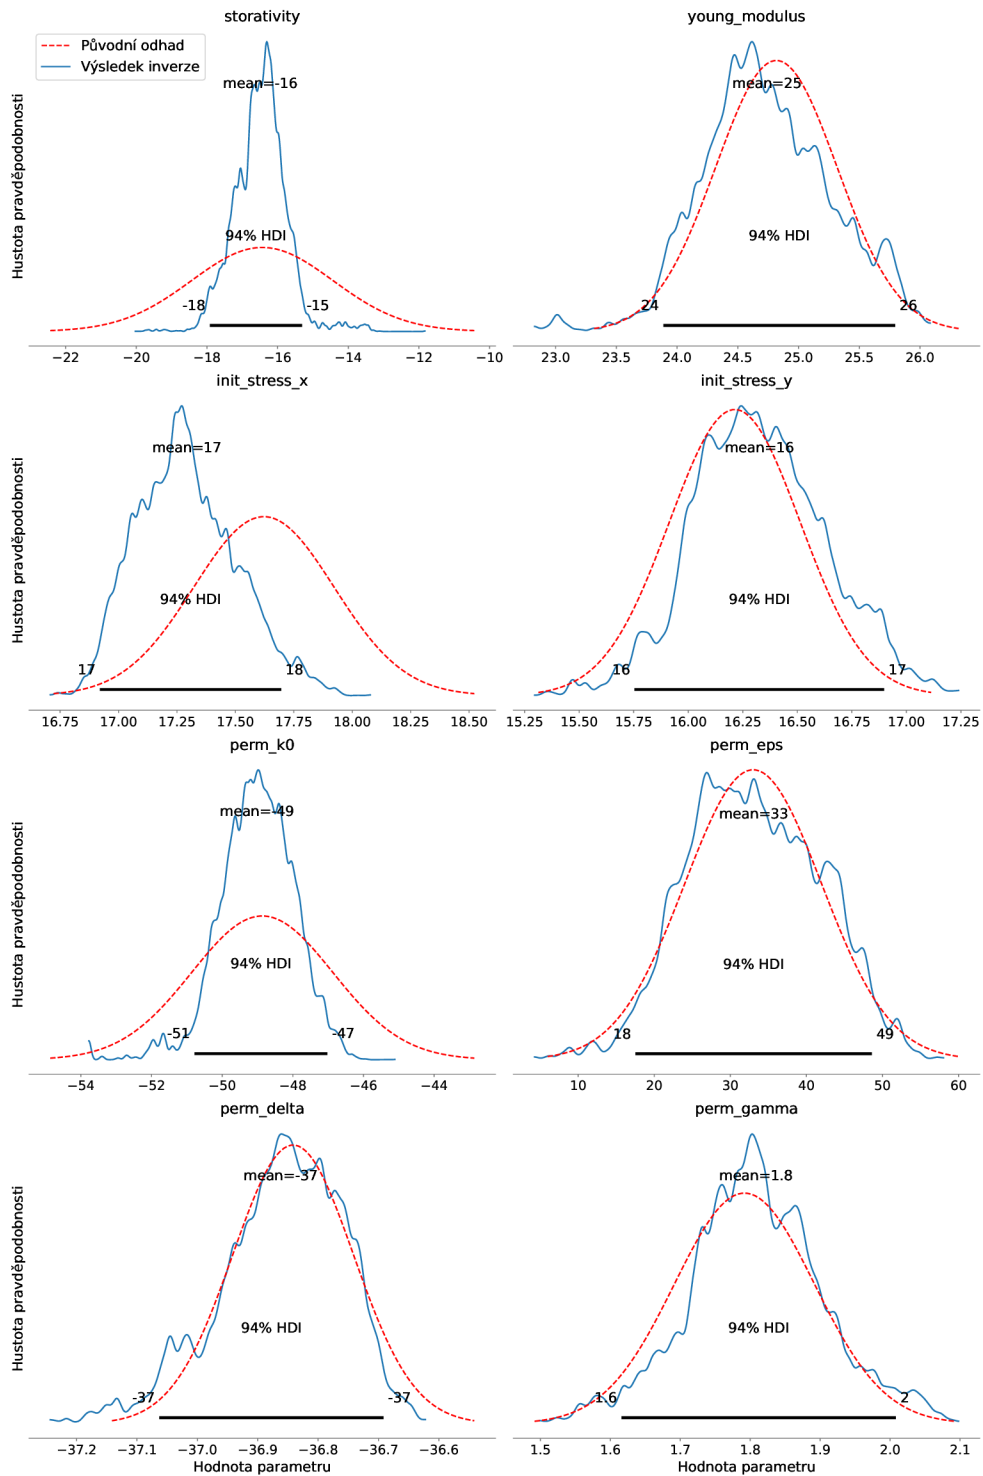 storativity
Původní odhad
Výsledek inverze
mean=-16
94% HDI
-18
-15
Hustota pravděpodobnosti
−22
−20
−18
−16
−14
−12
−10
young_modulus
mean=25
94% HDI
24
26
23.0
23.5
24.0
24.5
25.0
25.5
26.0
init_stress_x
mean=17
94% HDI
17
18
Hustota pravděpodobnosti
16.75
17.00
17.25
17.50
17.75
18.00
18.25
18.50
init_stress_y
mean=16
94% HDI
16
17
15.25
15.50
15.75
16.00
16.25
16.50
16.75
17.00
17.25
perm_k0
mean=-49
94% HDI
-51
-47
Hustota pravděpodobnosti
−54
−52
−50
−48
−46
−44
perm_eps
mean=33
94% HDI
18
49
10
20
30
40
50
60
perm_delta
mean=-37
94% HDI
-37
-37
Hustota pravděpodobnosti
−37.2
−37.1
−37.0
−36.9
−36.8
−36.7
−36.6
Hodnota parametru
perm_gamma
mean=1.8
94% HDI
1.6
2
1.5
1.6
1.7
1.8
1.9
2.0
2.1
Hodnota parametru